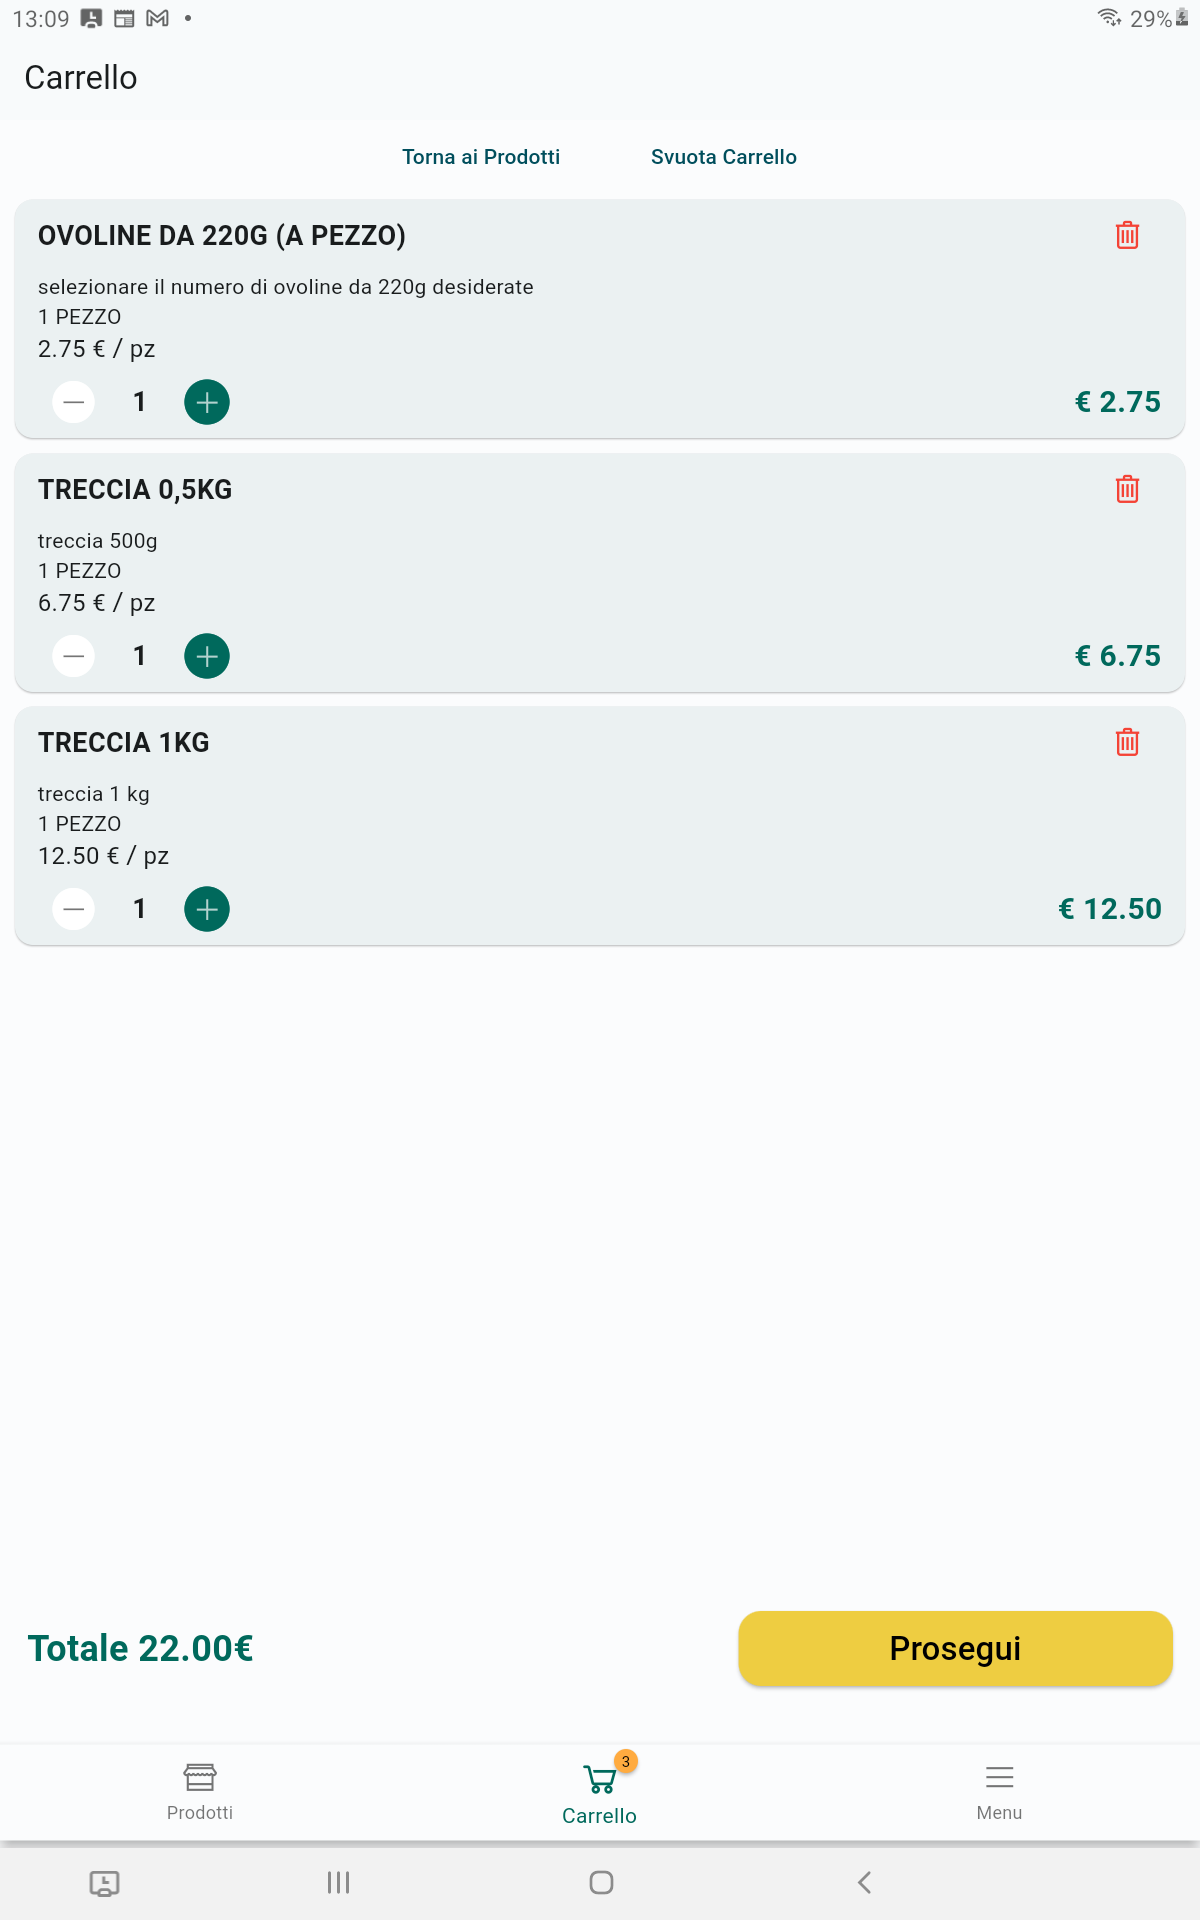 13:09
29%
Carrello
Torna ai Prodotti Svuota Carrello
OVOLINE DA 220G (A PEZZO)
selezionare il numero di ovoline da 220g desiderate
1 PEZZO
2.75 € / pz
1 € 2.75
TRECCIA 0,5KG
treccia 500g
1 PEZZO
6.75 € / pz
1 € 6.75
TRECCIA 1KG
treccia 1 kg
1 PEZZO
12.50 € / pz
1 € 12.50
Totale 22.00€ Prosegui
3
Prodotti Carrello Menu